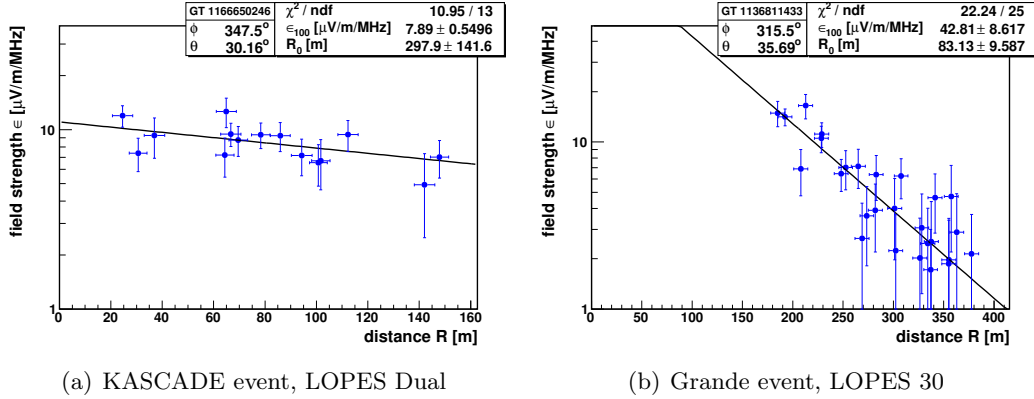 GT 1166650246
χ² / ndf 10.95 / 13
ϕ 347.5°
ϵ₁₀₀ [μV/m/MHz] 7.89 ± 0.5496
θ 30.16°
R₀ [m] 297.9 ± 141.6
field strength ∈ [μV/m/MHz]
10
1
0 20 40 60 80 100 120 140 160
distance R [m]
(a) KASCADE event, LOPES Dual
GT 1136811433
χ² / ndf 22.24 / 25
ϕ 315.5°
ϵ₁₀₀ [μV/m/MHz] 42.81 ± 8.617
θ 35.69°
R₀ [m] 83.13 ± 9.587
field strength ∈ [μV/m/MHz]
10
1
0 50 100 150 200 250 300 350 400
distance R [m]
(b) Grande event, LOPES 30